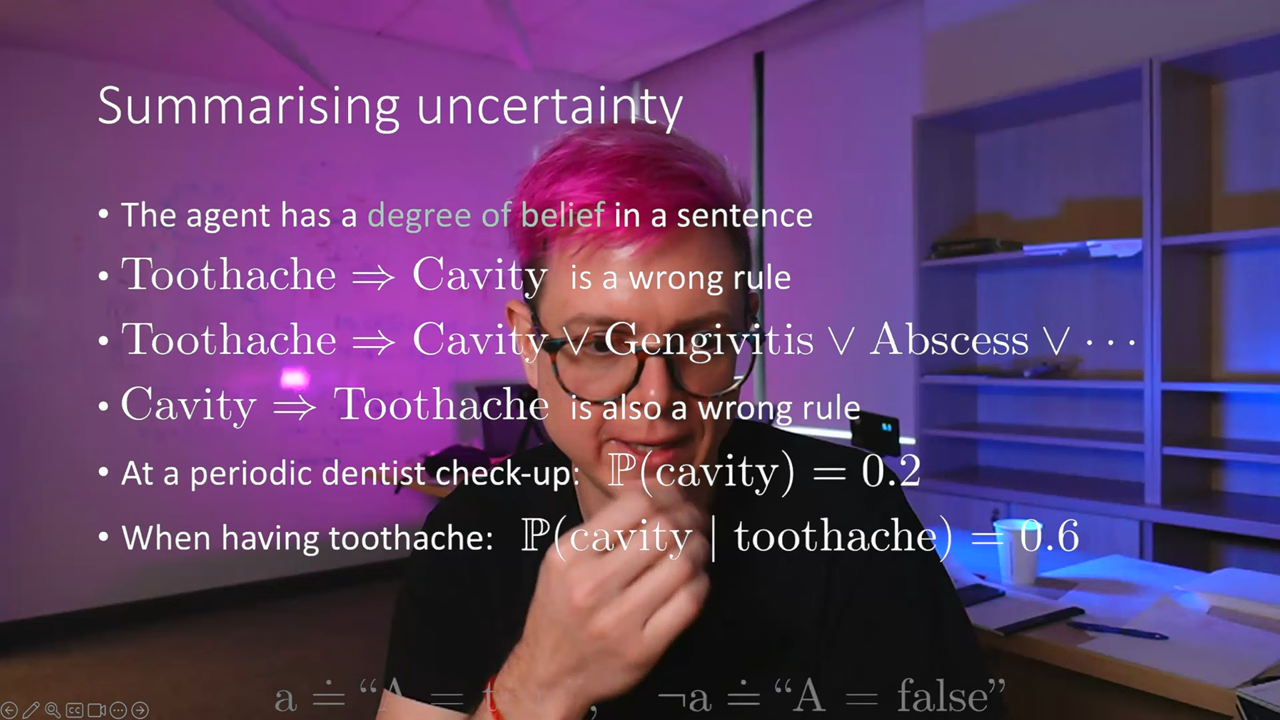 Summarising uncertainty
• The agent has a degree of belief in a sentence
• Toothache ⇒ Cavity is a wrong rule
• Toothache ⇒ Cavity ∨ Gengivitis ∨ Abscess ∨ ⋯
• Cavity ⇒ Toothache is also a wrong rule
• At a periodic dentist check-up: ℙ(cavity) = 0.2
• When having toothache: ℙ(cavity | toothache) = 0.6
a ≐ “A = , ¬a ≐ “A = false”